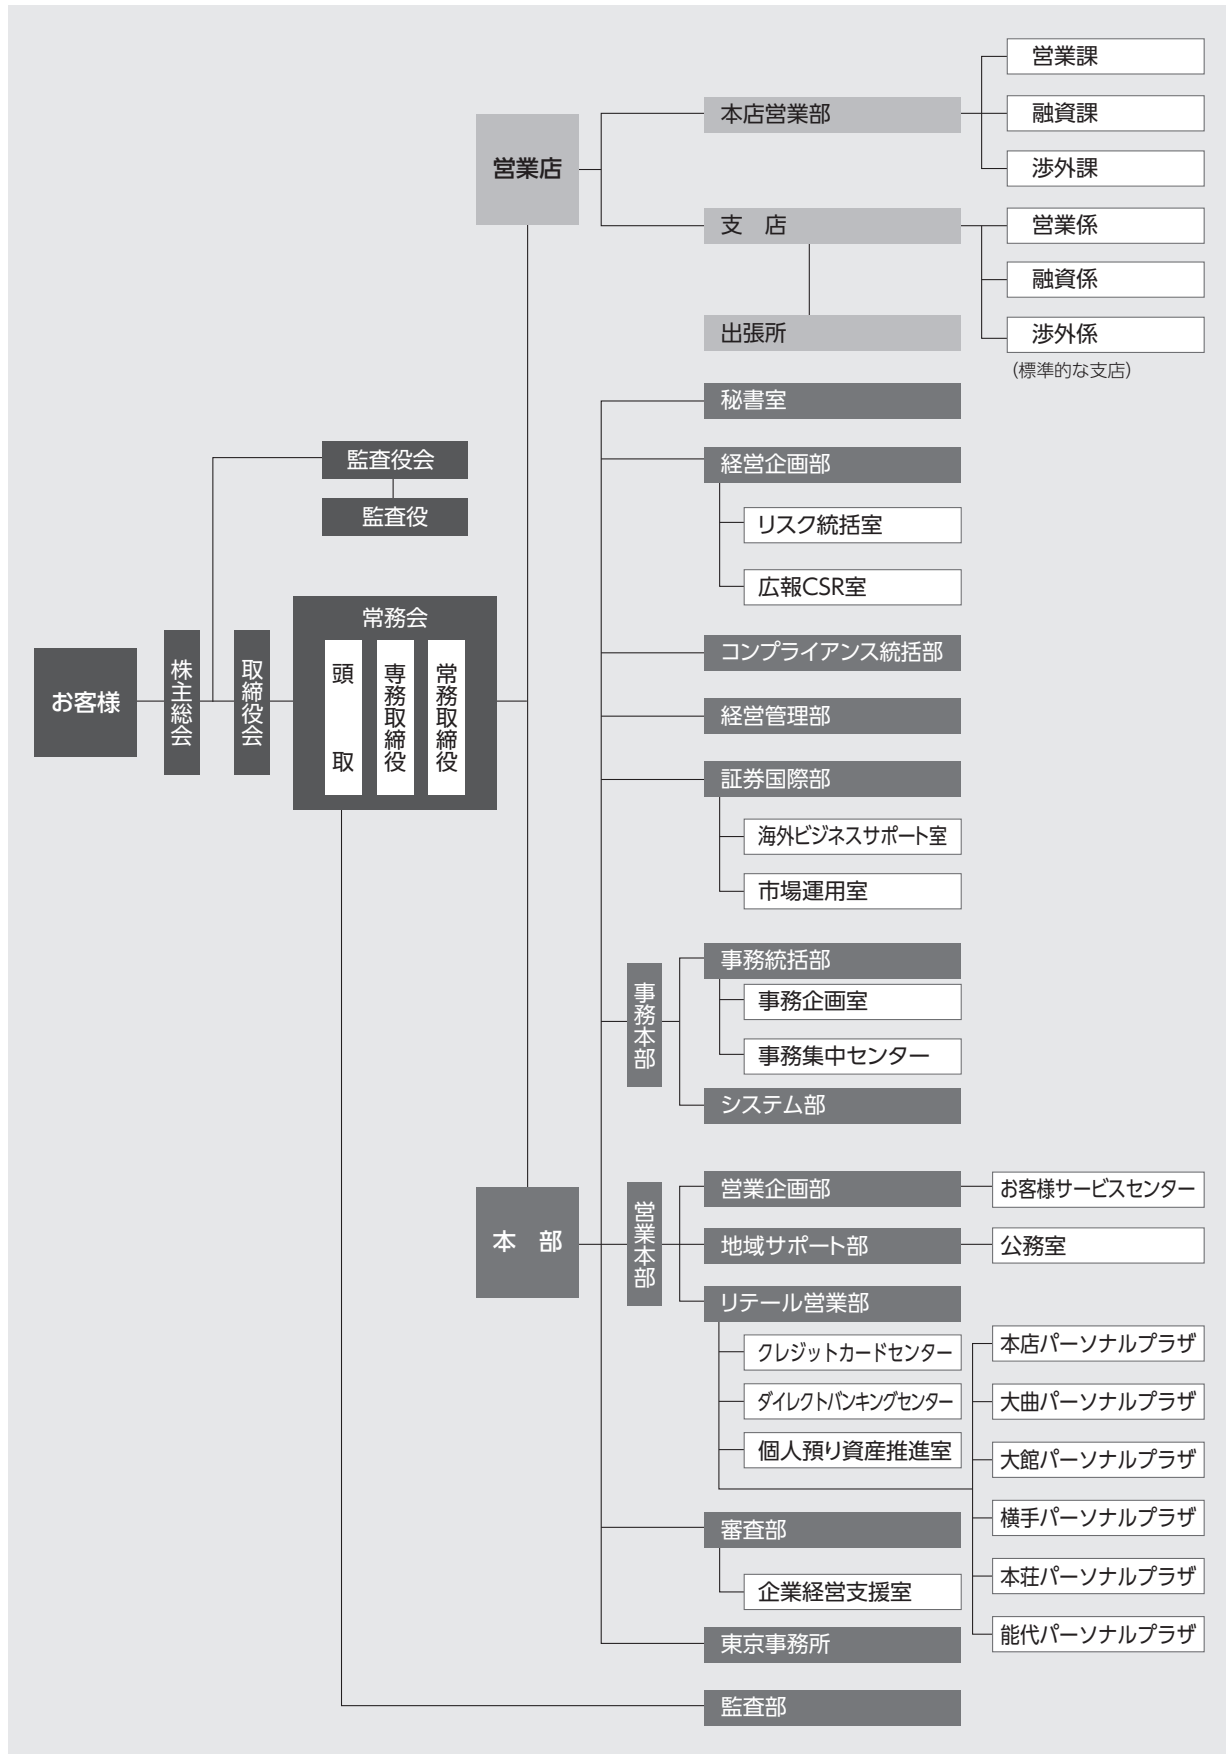 お客様
株主総会
取締役会
監査役会
監査役
常務会
頭取
専務取締役
常務取締役
営業店
本店営業部
営業課
融資課
渉外課
支　店
営業係
融資係
渉外係
(標準的な支店)
出張所
本　部
秘書室
経営企画部
リスク統括室
広報CSR室
コンプライアンス統括部
経営管理部
証券国際部
海外ビジネスサポート室
市場運用室
事務本部
事務統括部
事務企画室
事務集中センター
システム部
営業本部
営業企画部
お客様サービスセンター
地域サポート部
公務室
リテール営業部
クレジットカードセンター
ダイレクトバンキングセンター
個人預り資産推進室
本店パーソナルプラザ
大曲パーソナルプラザ
大館パーソナルプラザ
横手パーソナルプラザ
本荘パーソナルプラザ
能代パーソナルプラザ
審査部
企業経営支援室
東京事務所
監査部